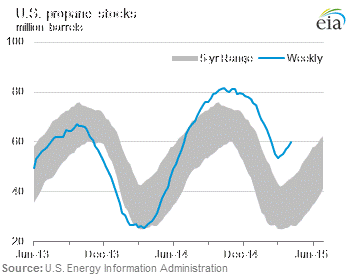 U.S. propane stocks
million barrels
eia
5-yr Range
Weekly
100
80
60
40
20
Jun-13
Dec-13
Jun-14
Dec-14
Jun-15
Source: U.S. Energy Information Administration